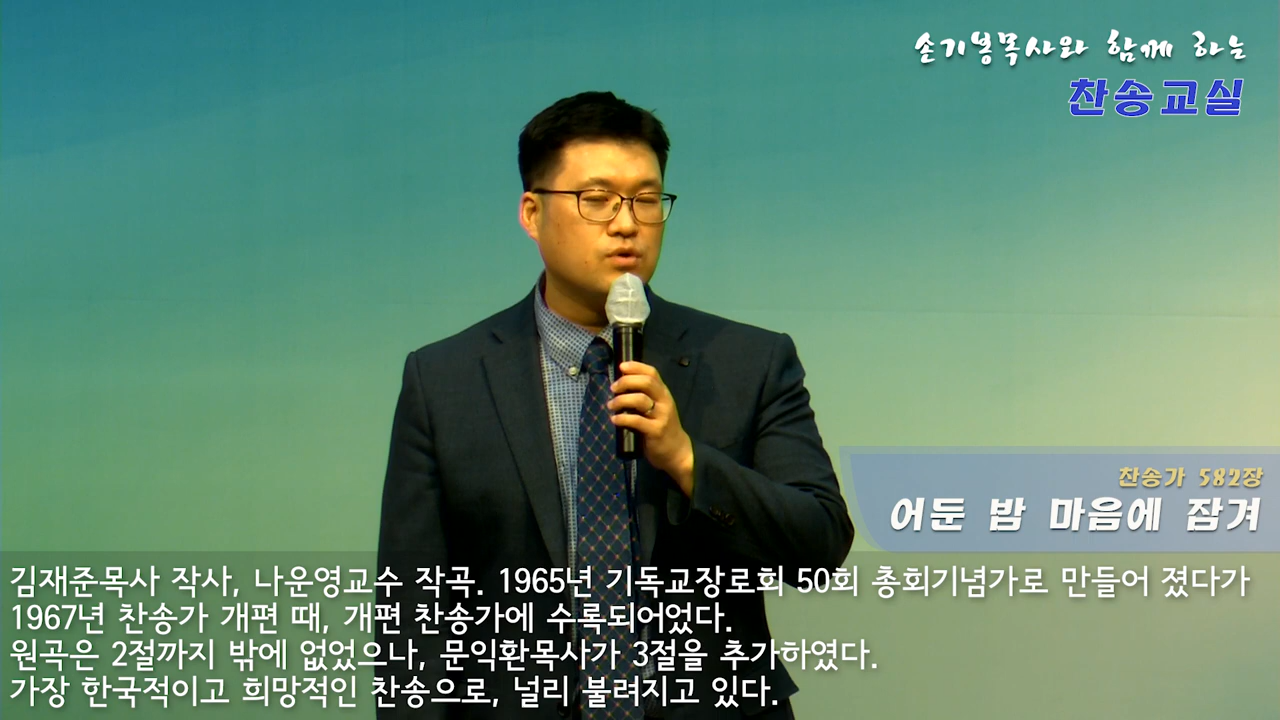 손기봉목사와 함께 하는
찬송교실
찬송가 582장
어둔 밤 마음에 잠겨
김재준목사 작사, 나운영교수 작곡. 1965년 기독교장로회 50회 총회기념가로 만들어 졌다가
1967년 찬송가 개편 때, 개편 찬송가에 수록되어었다.
원곡은 2절까지 밖에 없었으나, 문익환목사가 3절을 추가하였다.
가장 한국적이고 희망적인 찬송으로, 널리 불려지고 있다.